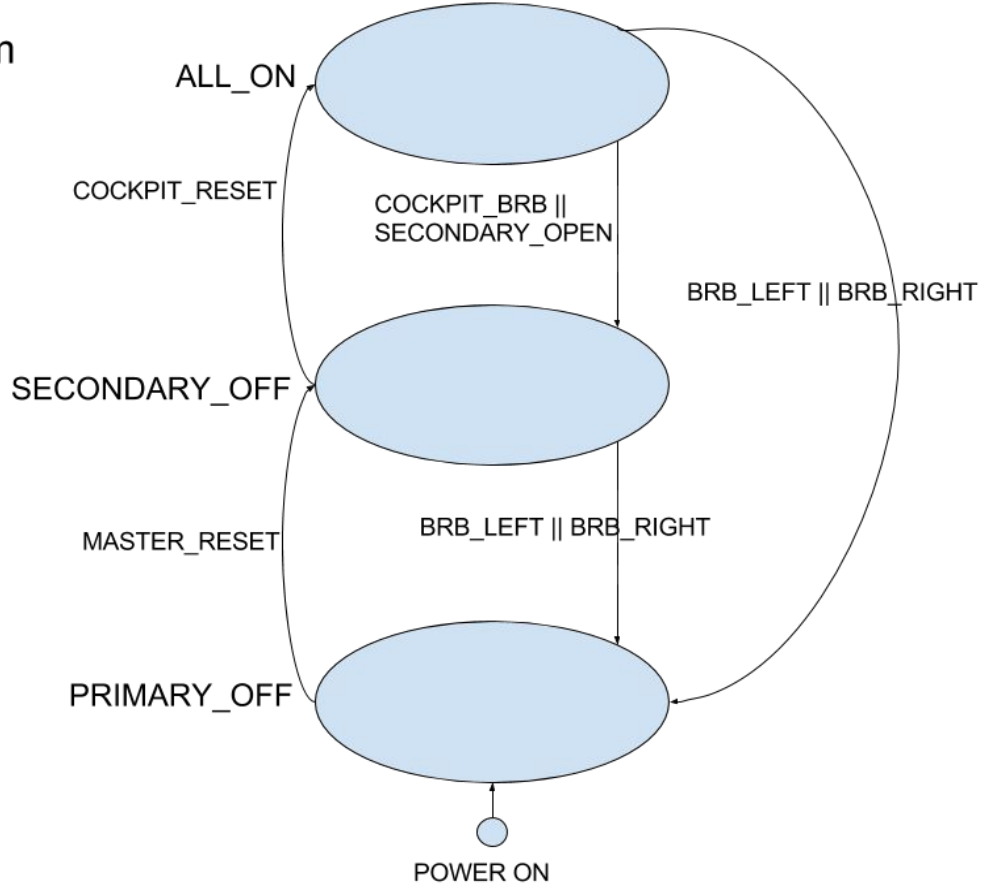 ALL_ON
COCKPIT_RESET
COCKPIT_BRB ||
SECONDARY_OPEN
BRB_LEFT || BRB_RIGHT
SECONDARY_OFF
MASTER_RESET
BRB_LEFT || BRB_RIGHT
PRIMARY_OFF
POWER ON